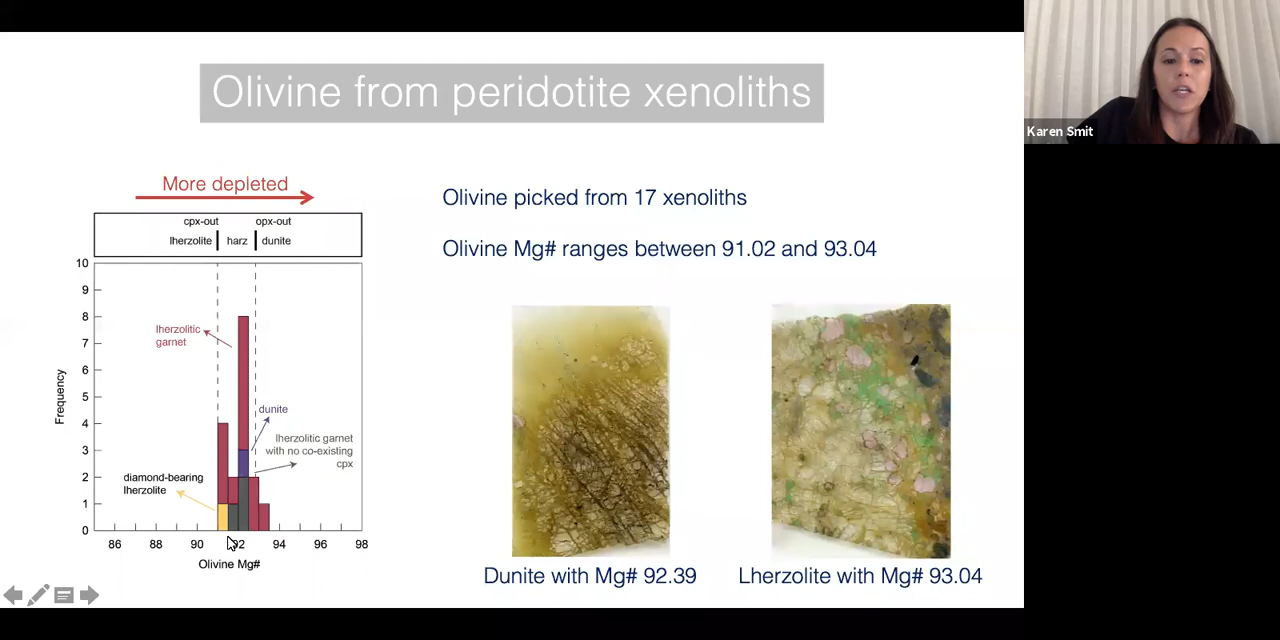 Olivine from peridotite xenoliths
Karen Smit
More depleted
cpx-out opx-out
lherzolite harz dunite
10
9
8
7
6
5
4
3
2
1
0
Frequency
lherzolitic
garnet
dunite
lherzolitic garnet
with no co-existing
cpx
diamond-bearing
lherzolite
86 88 90 92 94 96 98
Olivine Mg#
Olivine picked from 17 xenoliths
Olivine Mg# ranges between 91.02 and 93.04
Dunite with Mg# 92.39
Lherzolite with Mg# 93.04